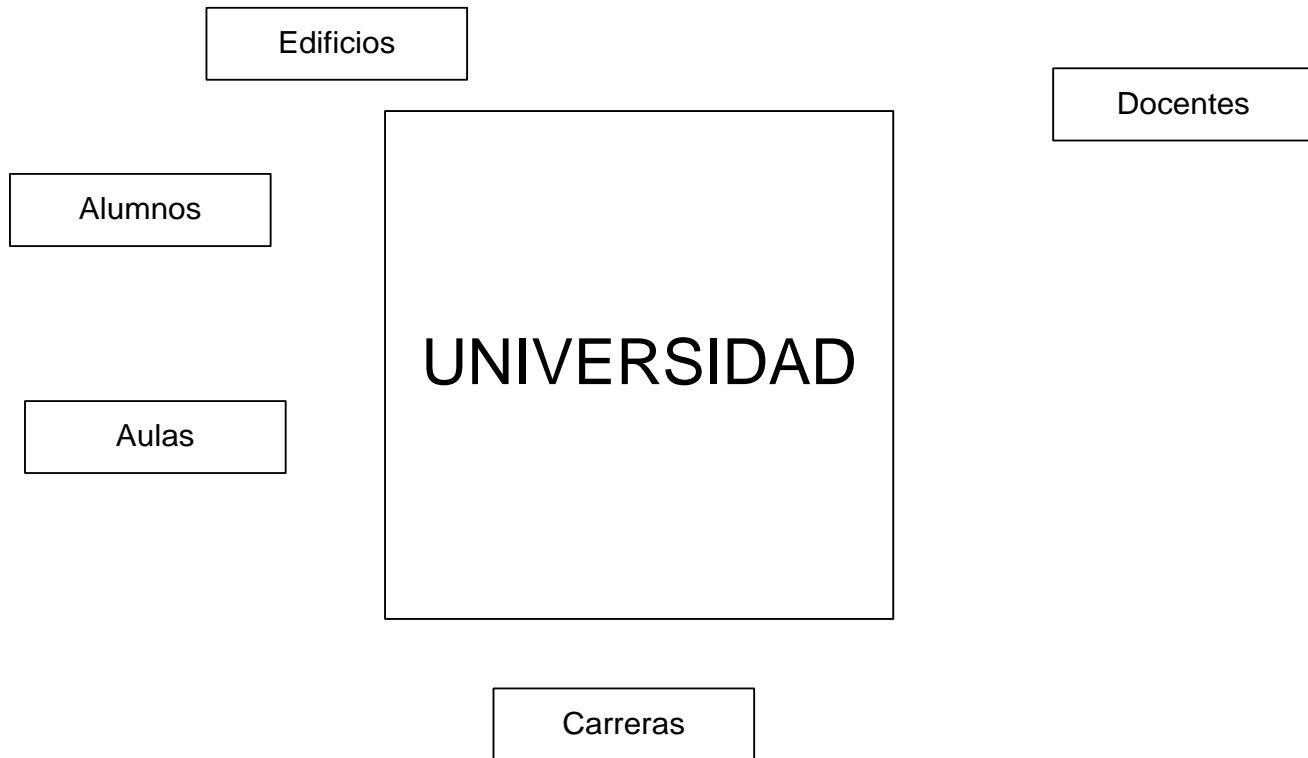 Edificios
Docentes
Alumnos
UNIVERSIDAD
Aulas
Carreras